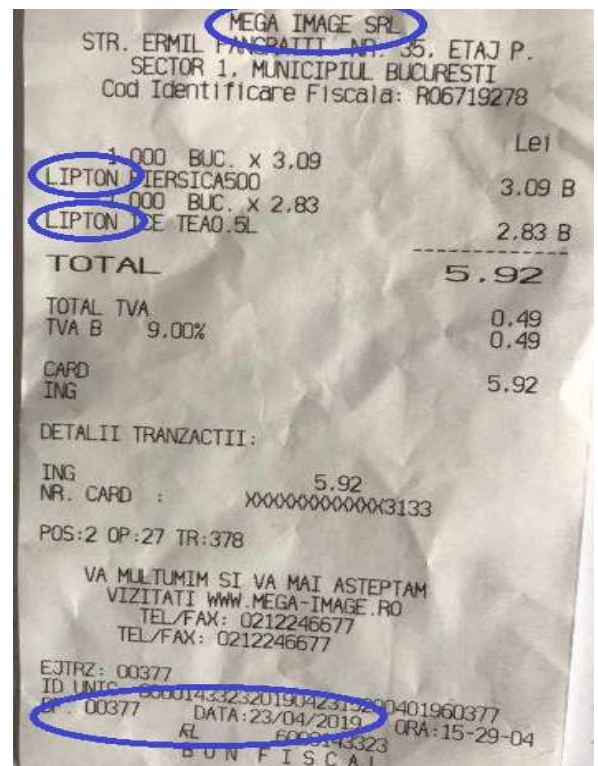 MEGA IMAGE SRL
STR. ERMIL PANGRATTI, NR. 35, ETAJ P.
SECTOR 1, MUNICIPIUL BUCURESTI
Cod Identificare Fiscala: RO6719278
Lei
1.000 BUC. x 3.09
LIPTON PIERSICA500 3.09 B
1.000 BUC. x 2.83
LIPTON ICE TEA0.5L 2.83 B
TOTAL 5.92
TOTAL TVA 0.49
TVA B 9.00% 0.49
CARD 5.92
ING
DETALII TRANZACTII:
ING 5.92
NR. CARD : XXXXXXXXXXXX3133
POS:2 OP:27 TR:378
VA MULTUMIM SI VA MAI ASTEPTAM
VIZITATI WWW.MEGA-IMAGE.RO
TEL/FAX: 0212246677
TEL/FAX: 0212246677
EJTRZ: 00377
ID UNIC
BF. 00377 DATA:23/04/2019 ORA:15-29-04
6000143323
BON FISCAL